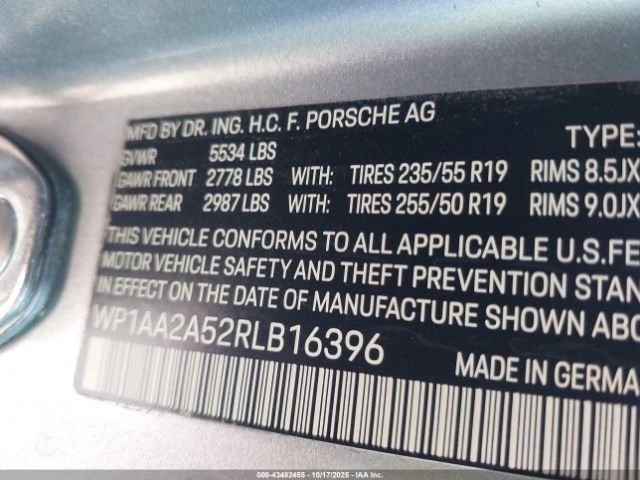 MFD BY DR. ING. H.C. F. PORSCHE AG
TYPE:
GVWR 5534 LBS
GAWR FRONT 2778 LBS WITH: TIRES 235/55 R19 RIMS 8.5JX
GAWR REAR 2987 LBS WITH: TIRES 255/50 R19 RIMS 9.0JX
THIS VEHICLE CONFORMS TO ALL APPLICABLE U.S.FE
MOTOR VEHICLE SAFETY AND THEFT PREVENTION STAN
IN EFFECT ON THE DATE OF MANUFACTURE SHOWN ABO
WP1AA2A52RLB16396
MADE IN GERMA
000-43482455 - 10/17/2025 - IAAI.com/ca